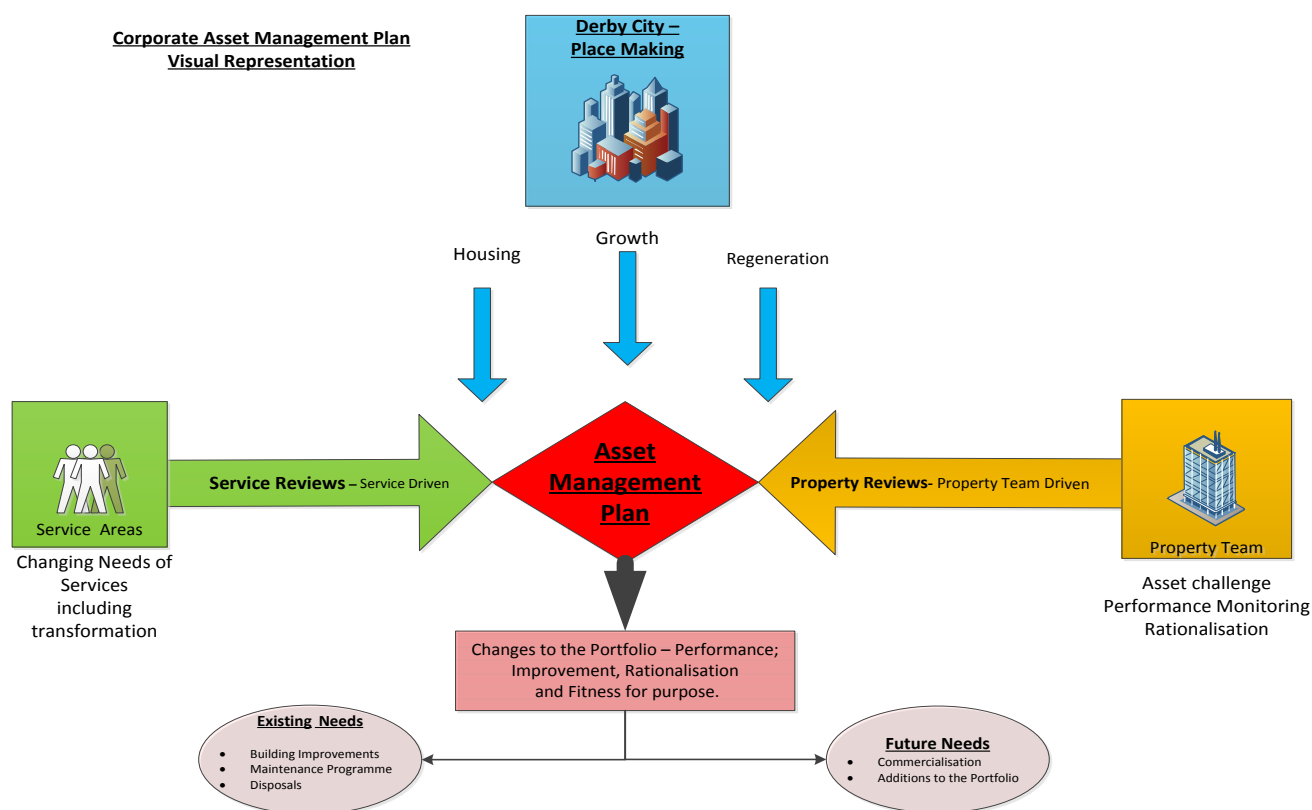 Corporate Asset Management Plan
Visual Representation
Derby City –
Place Making
Housing
Growth
Regeneration
Service Areas
Changing Needs of
Services
including
transformation
Service Reviews – Service Driven
Asset
Management
Plan
Property Reviews- Property Team Driven
Property Team
Asset challenge
Performance Monitoring
Rationalisation
Changes to the Portfolio – Performance;
Improvement, Rationalisation
and Fitness for purpose.
Existing Needs
• Building Improvements
• Maintenance Programme
• Disposals
Future Needs
• Commercialisation
• Additions to the Portfolio